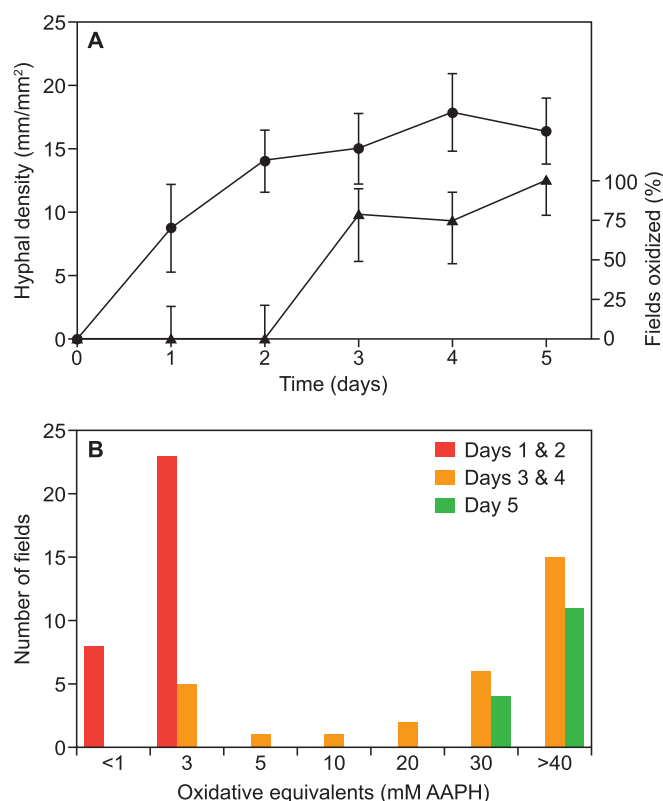 A
Hyphal density (mm/mm²)
25
20
15
10
5
0
100
75
50
25
0
Fields oxidized (%)
0 1 2 3 4 5
Time (days)
B
Number of fields
25
20
15
10
5
0
Days 1 & 2
Days 3 & 4
Day 5
<1 3 5 10 20 30 >40
Oxidative equivalents (mM AAPH)